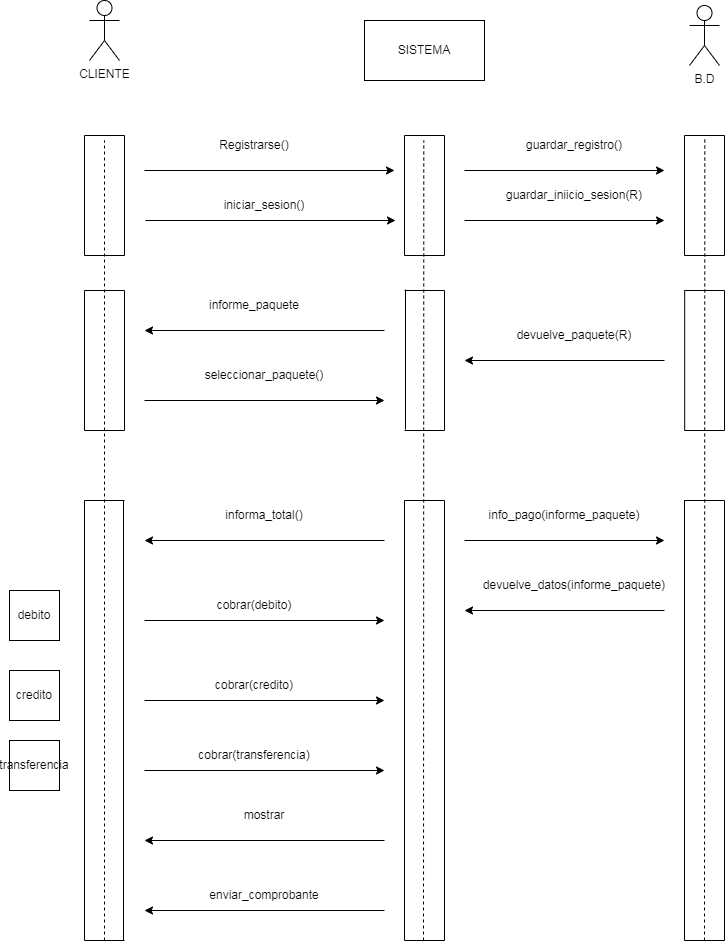 CLIENTE
SISTEMA
B.D
Registrarse()
guardar_registro()
iniciar_sesion()
guardar_iniicio_sesion(R)
informe_paquete
devuelve_paquete(R)
seleccionar_paquete()
informa_total()
info_pago(informe_paquete)
devuelve_datos(informe_paquete)
debito
cobrar(debito)
credito
cobrar(credito)
transferencia
cobrar(transferencia)
mostrar
enviar_comprobante